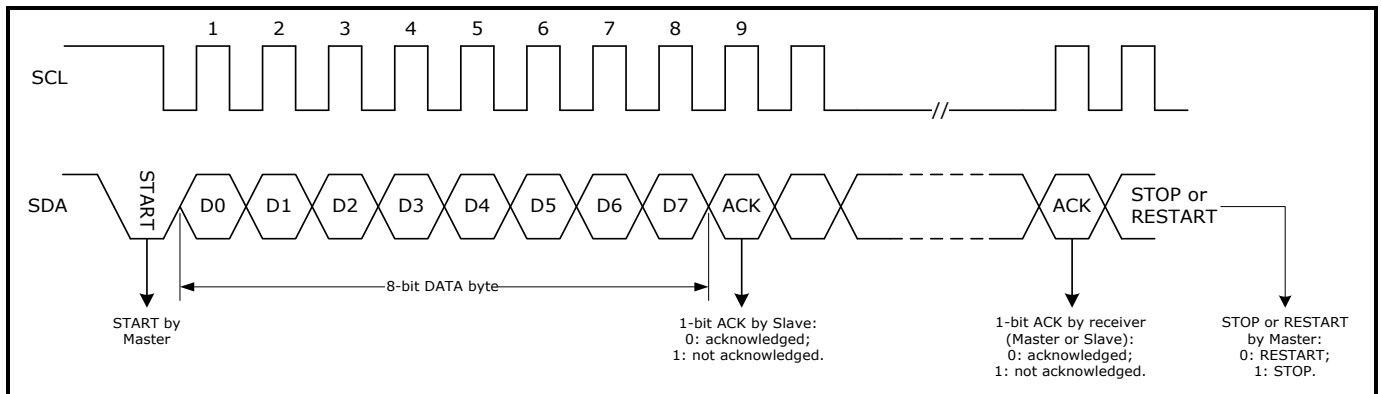 1 2 3 4 5 6 7 8 9
SCL
//
SDA
START
D0 D1 D2 D3 D4 D5 D6 D7 ACK
ACK
STOP or
RESTART
8-bit DATA byte
START by
Master
1-bit ACK by Slave:
0: acknowledged;
1: not acknowledged.
1-bit ACK by receiver
(Master or Slave):
0: acknowledged;
1: not acknowledged.
STOP or RESTART
by Master:
0: RESTART;
1: STOP.